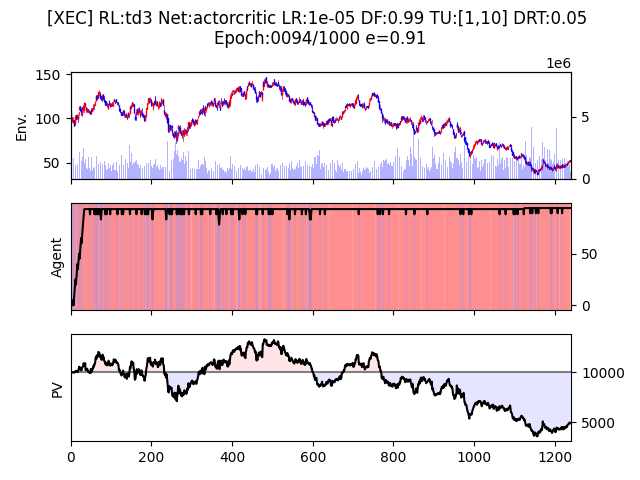 [XEC] RL:td3 Net:actorcritic LR:1e-05 DF:0.99 TU:[1,10] DRT:0.05
Epoch:0094/1000 e=0.91
1e6
150
100
50
Env.
5
0
Agent
50
0
PV
10000
5000
0 200 400 600 800 1000 1200